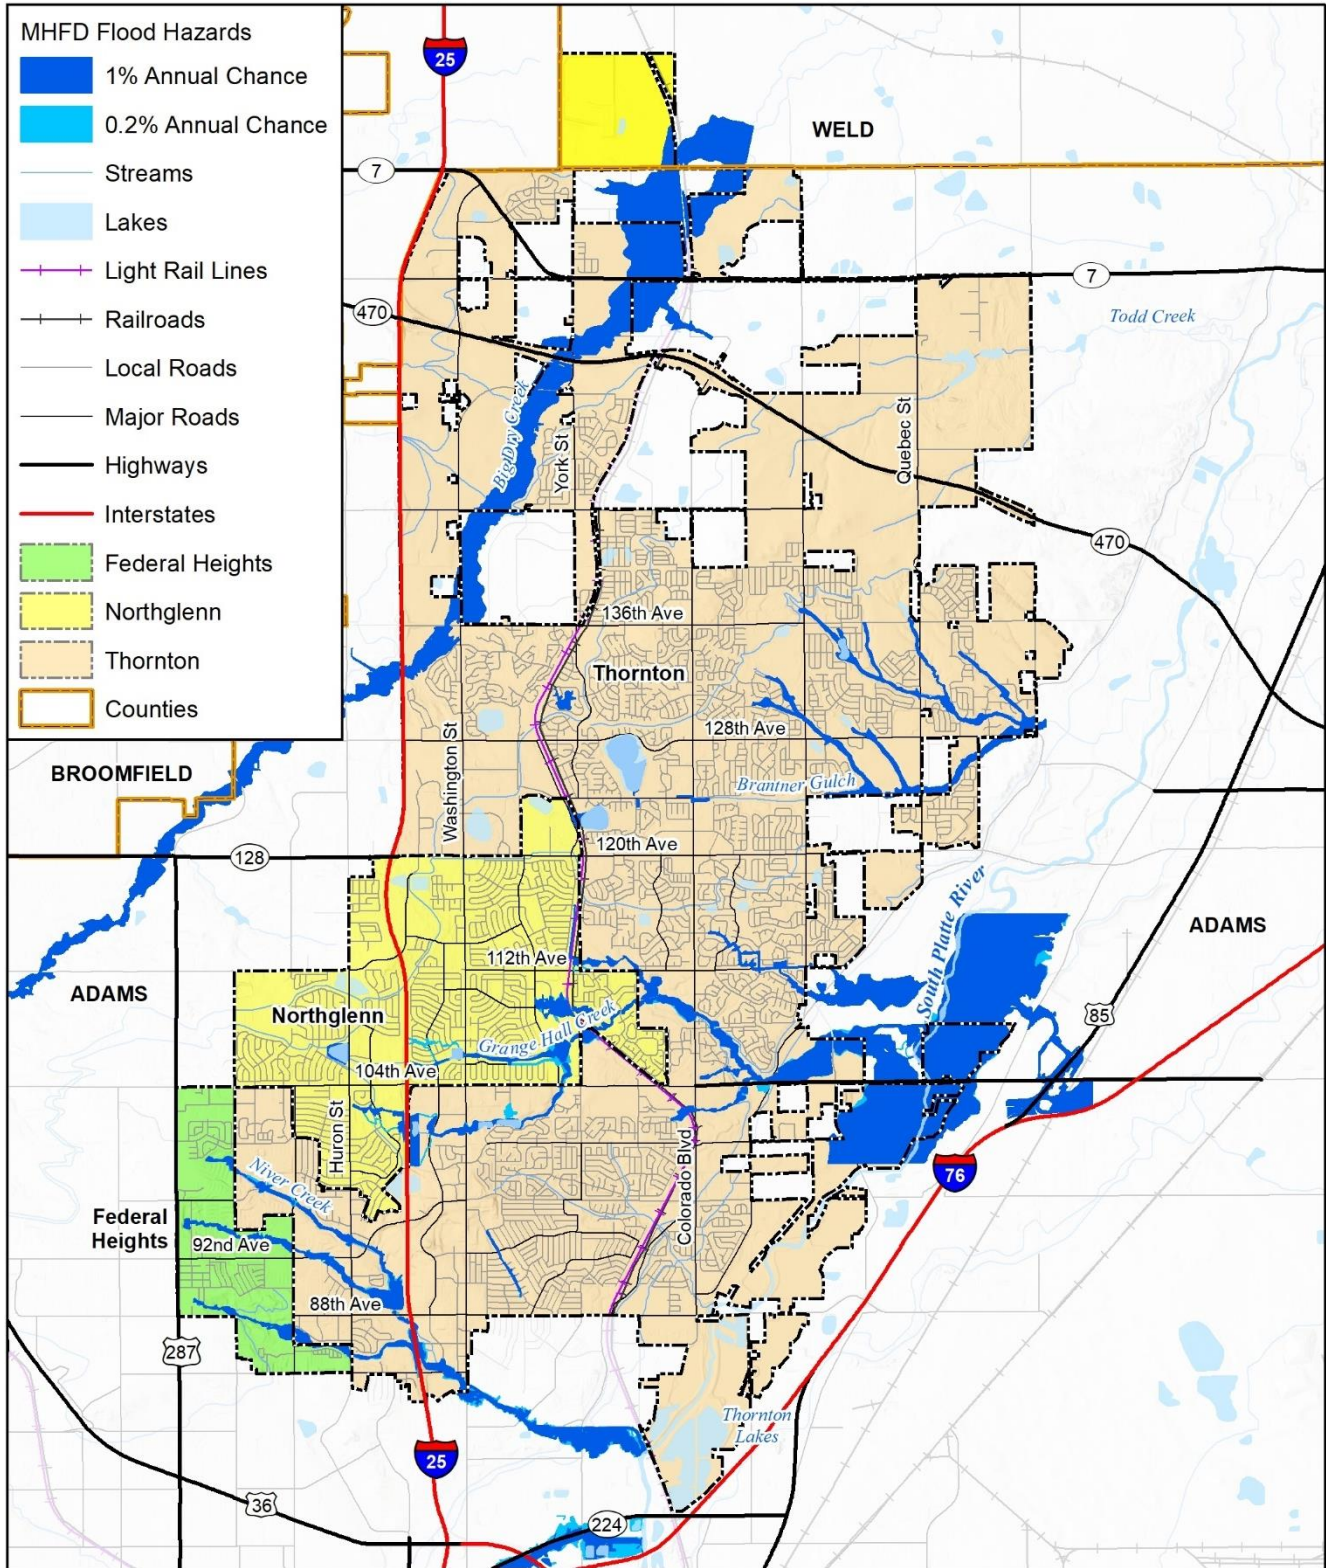 MHFD Flood Hazards
1% Annual Chance
0.2% Annual Chance
Streams
Lakes
Light Rail Lines
Railroads
Local Roads
Major Roads
Highways
Interstates
Federal Heights
Northglenn
Thornton
Counties
25
WELD
7
7
470
Todd Creek
Big Dry Creek
York St
Quebec St
470
136th Ave
Thornton
Washington St
128th Ave
BROOMFIELD
Brantner Gulch
120th Ave
128
South Platte River
ADAMS
112th Ave
ADAMS
Northglenn
85
Grange Hall Creek
104th Ave
Huron St
Colorado Blvd
76
Niver Creek
Federal
Heights
92nd Ave
88th Ave
287
Thornton
Lakes
25
36
224